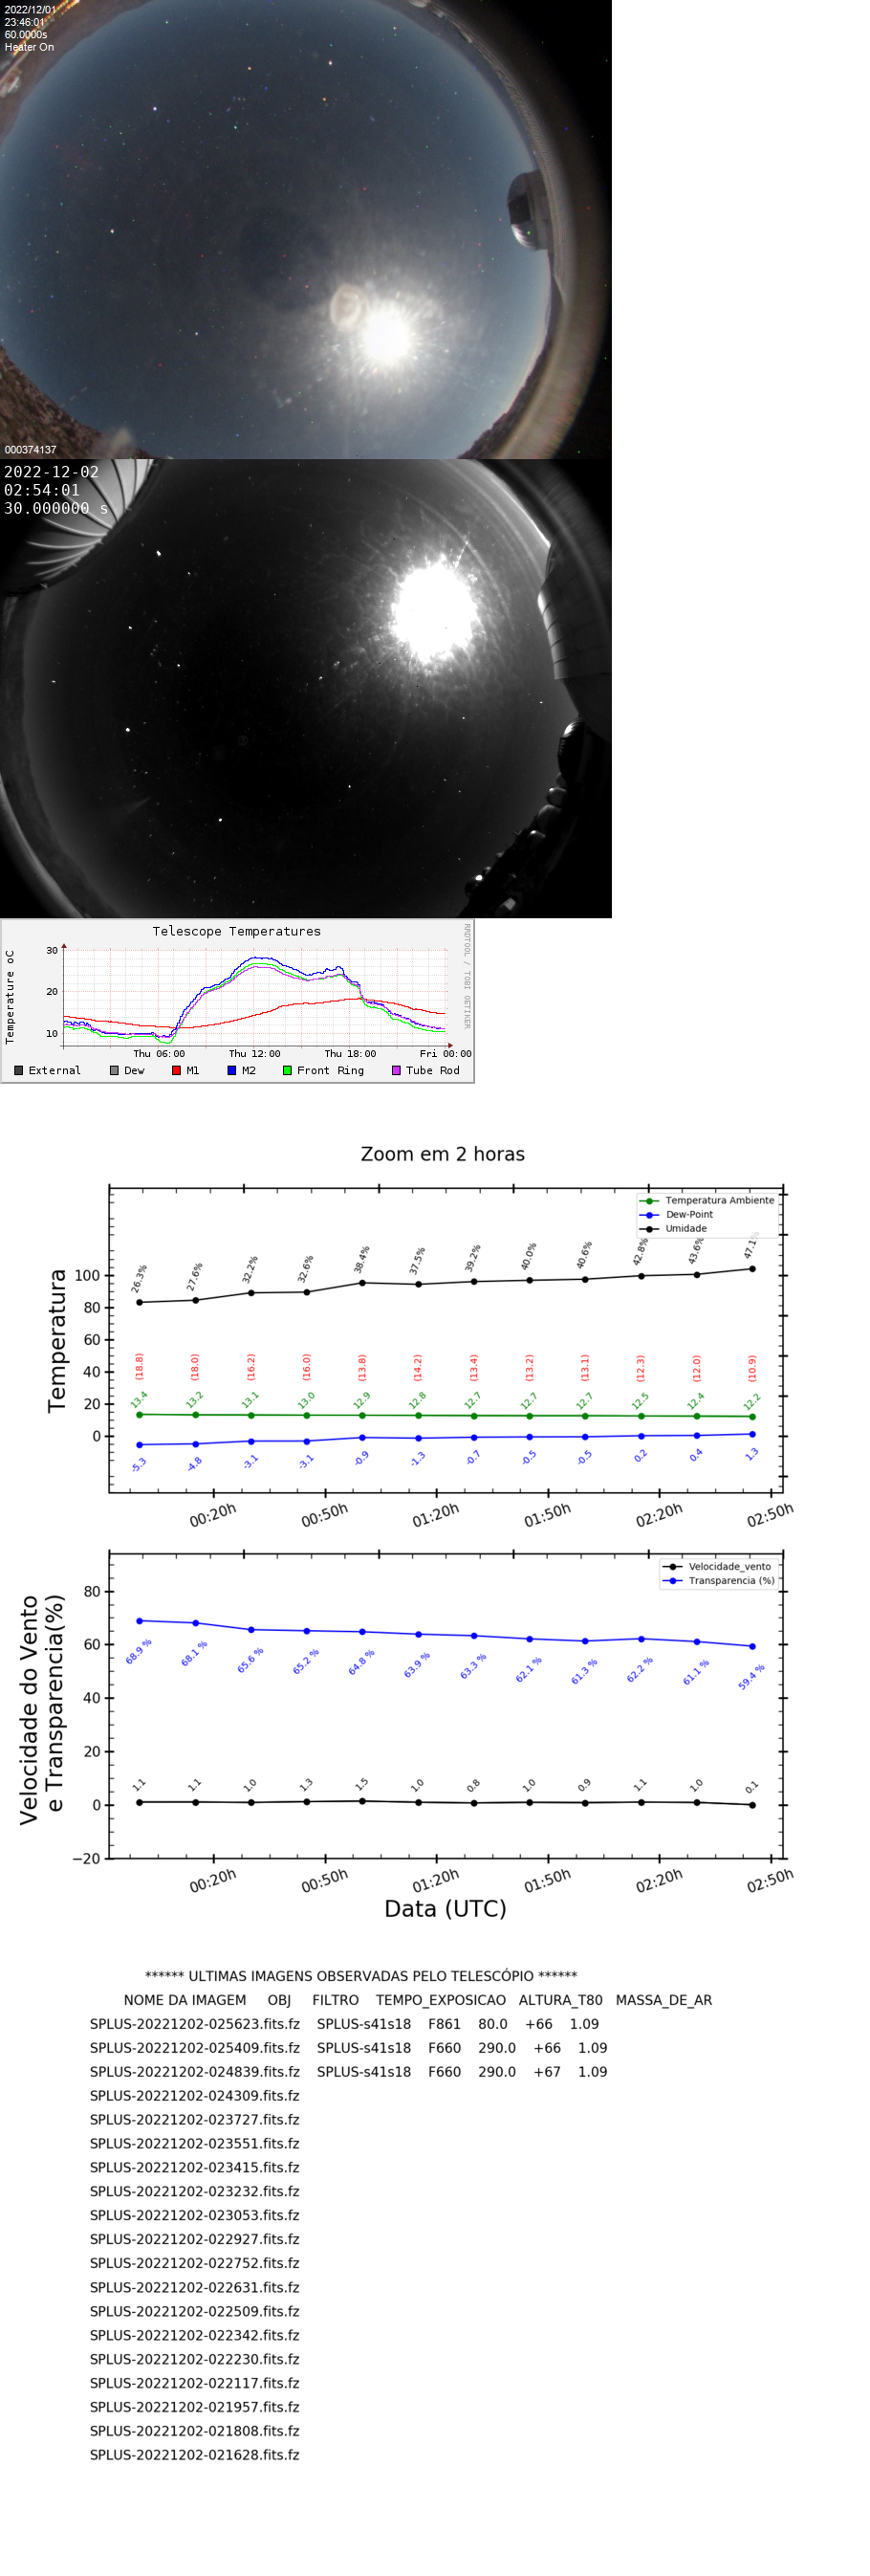 2022/12/01
23:46:01
60.0000s
Heater On
000374137
2022-12-02
02:54:01
30.000000 s
Telescope Temperatures
Temperature oC
30
20
10
Thu 06:00 Thu 12:00 Thu 18:00 Fri 00:00
External Dew M1 M2 Front Ring Tube Rod
RRDTOOL / TOBI OETIKER
Zoom em 2 horas
Temperatura
Temperatura Ambiente
Dew-Point
Umidade
100
80
60
40
20
0
26.3% 27.6% 32.2% 32.6% 38.4% 37.5% 39.2% 40.0% 40.6% 42.8% 43.6% 47.1%
(18.8) (18.0) (16.2) (16.0) (13.8) (14.2) (13.4) (13.2) (13.1) (12.3) (12.0) (10.9)
13.4 13.2 13.1 13.0 12.9 12.8 12.7 12.7 12.7 12.5 12.4 12.2
-5.3 -4.8 -3.1 -3.1 -0.9 -1.3 -0.7 -0.5 -0.5 0.2 0.4 1.3
00:20h 00:50h 01:20h 01:50h 02:20h 02:50h
Velocidade do Vento
e Transparencia(%)
Velocidade_vento
Transparencia (%)
80
60
40
20
0
−20
68.9 % 68.1 % 65.6 % 65.2 % 64.8 % 63.9 % 63.3 % 62.1 % 61.3 % 62.2 % 61.1 % 59.4 %
1.1 1.1 1.0 1.3 1.5 1.0 0.8 1.0 0.9 1.1 1.0 0.1
00:20h 00:50h 01:20h 01:50h 02:20h 02:50h
Data (UTC)
****** ULTIMAS IMAGENS OBSERVADAS PELO TELESCÓPIO ******
NOME DA IMAGEM OBJ FILTRO TEMPO_EXPOSICAO ALTURA_T80 MASSA_DE_AR
SPLUS-20221202-025623.fits.fz SPLUS-s41s18 F861 80.0 +66 1.09
SPLUS-20221202-025409.fits.fz SPLUS-s41s18 F660 290.0 +66 1.09
SPLUS-20221202-024839.fits.fz SPLUS-s41s18 F660 290.0 +67 1.09
SPLUS-20221202-024309.fits.fz
SPLUS-20221202-023727.fits.fz
SPLUS-20221202-023551.fits.fz
SPLUS-20221202-023415.fits.fz
SPLUS-20221202-023232.fits.fz
SPLUS-20221202-023053.fits.fz
SPLUS-20221202-022927.fits.fz
SPLUS-20221202-022752.fits.fz
SPLUS-20221202-022631.fits.fz
SPLUS-20221202-022509.fits.fz
SPLUS-20221202-022342.fits.fz
SPLUS-20221202-022230.fits.fz
SPLUS-20221202-022117.fits.fz
SPLUS-20221202-021957.fits.fz
SPLUS-20221202-021808.fits.fz
SPLUS-20221202-021628.fits.fz